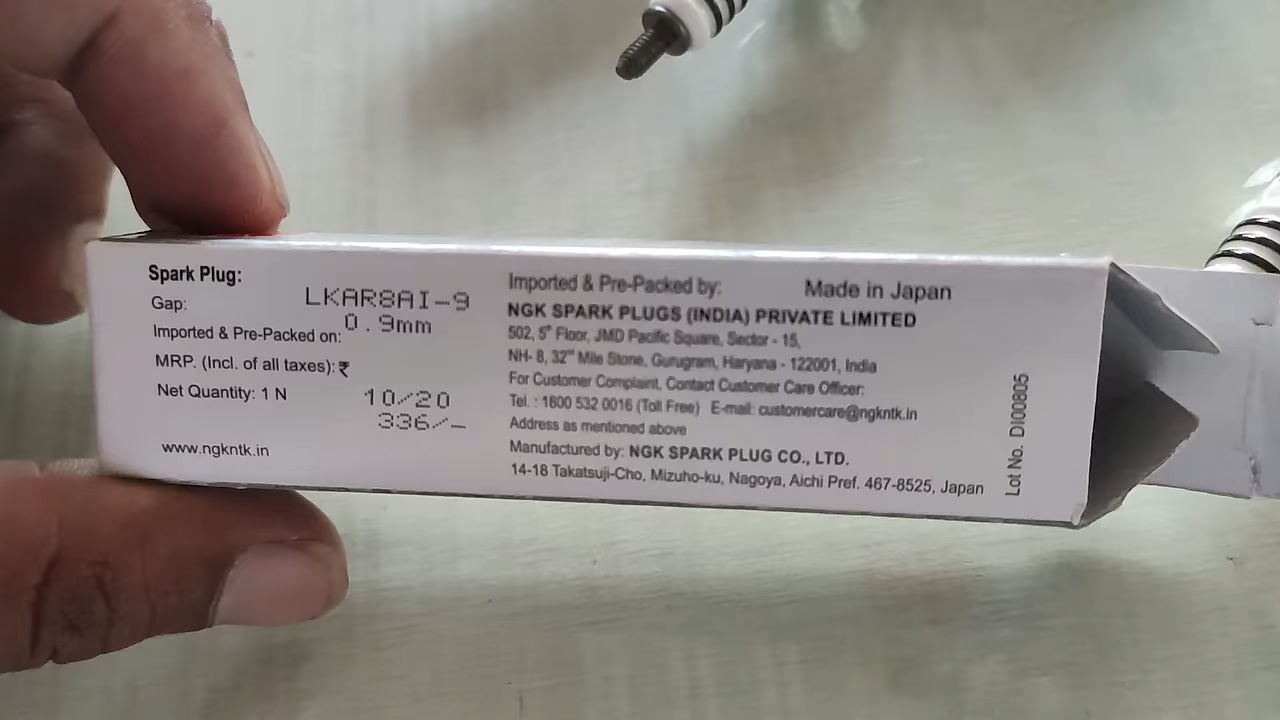 Spark Plug:
LKAR8AI-9
Gap:
0.9mm
Imported & Pre-Packed on:
MRP. (Incl. of all taxes): ₹
Net Quantity: 1 N
10/20
336/-
www.ngkntk.in
Imported & Pre-Packed by:
Made in Japan
NGK SPARK PLUGS (INDIA) PRIVATE LIMITED
502, 5th Floor, JMD Pacific Square, Sector - 15,
NH- 8, 32nd Mile Stone, Gurugram, Haryana - 122001, India
For Customer Complaint, Contact Customer Care Officer:
Tel. : 1800 532 0016 (Toll Free) E-mail: customercare@ngkntk.in
Address as mentioned above
Manufactured by: NGK SPARK PLUG CO., LTD.
14-18 Takatsuji-Cho, Mizuho-ku, Nagoya, Aichi Pref. 467-8525, Japan
Lot No. DI00805